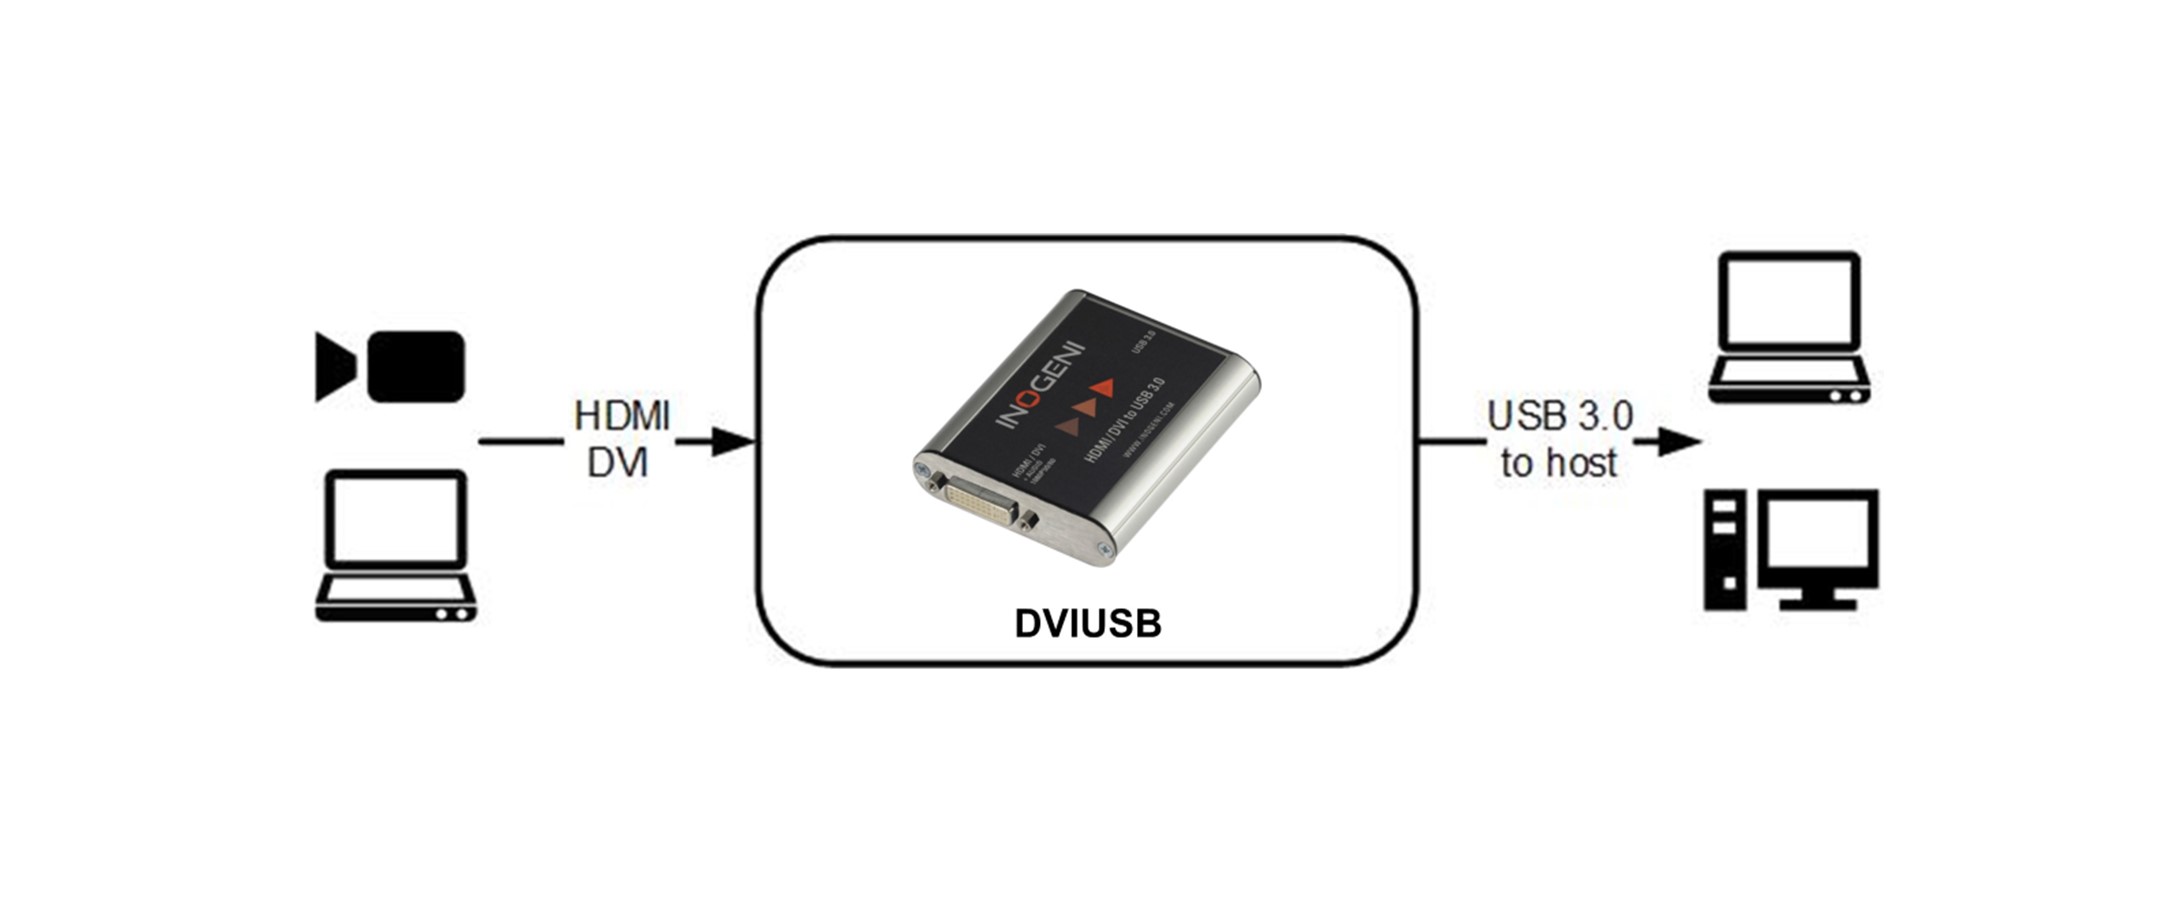 HDMI
DVI
INOGENI
USB 3.0
HDMI/DVI to USB 3.0
WWW.INOGENI.COM
HDMI / DVI
+ AUDIO
DVIUSB
USB 3.0
to host